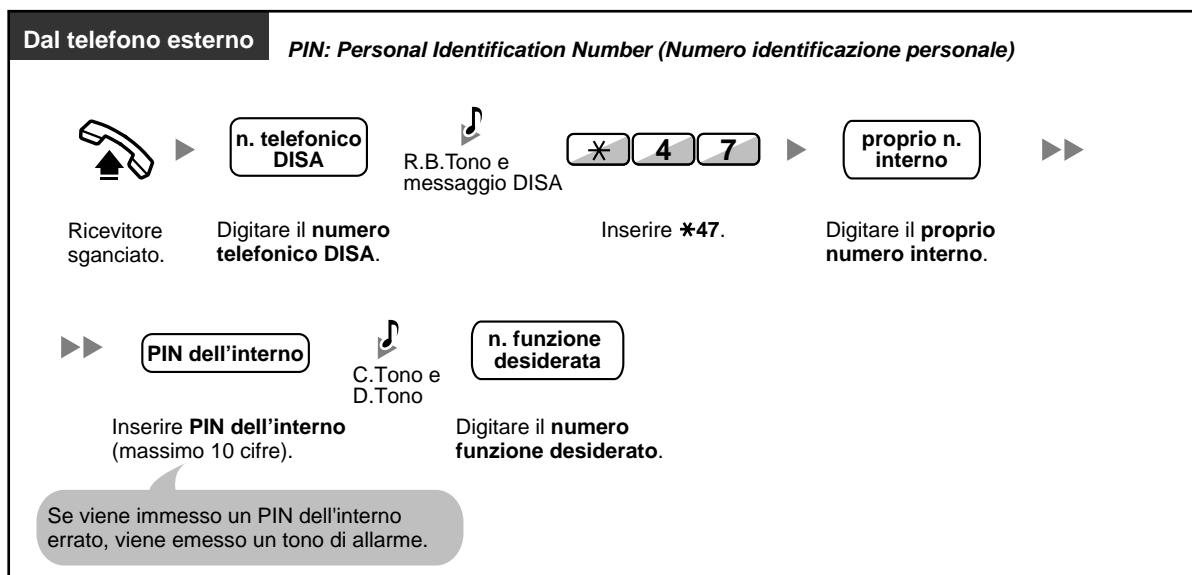 Dal telefono esterno
PIN: Personal Identification Number (Numero identificazione personale)
n. telefonico
DISA
R.B.Tono e
messaggio DISA
✳ 4 7
proprio n.
interno
Ricevitore
sganciato.
Digitare il numero
telefonico DISA.
Inserire ✳47.
Digitare il proprio
numero interno.
PIN dell'interno
C.Tono e
D.Tono
n. funzione
desiderata
Inserire PIN dell'interno
(massimo 10 cifre).
Digitare il numero
funzione desiderato.
Se viene immesso un PIN dell'interno
errato, viene emesso un tono di allarme.